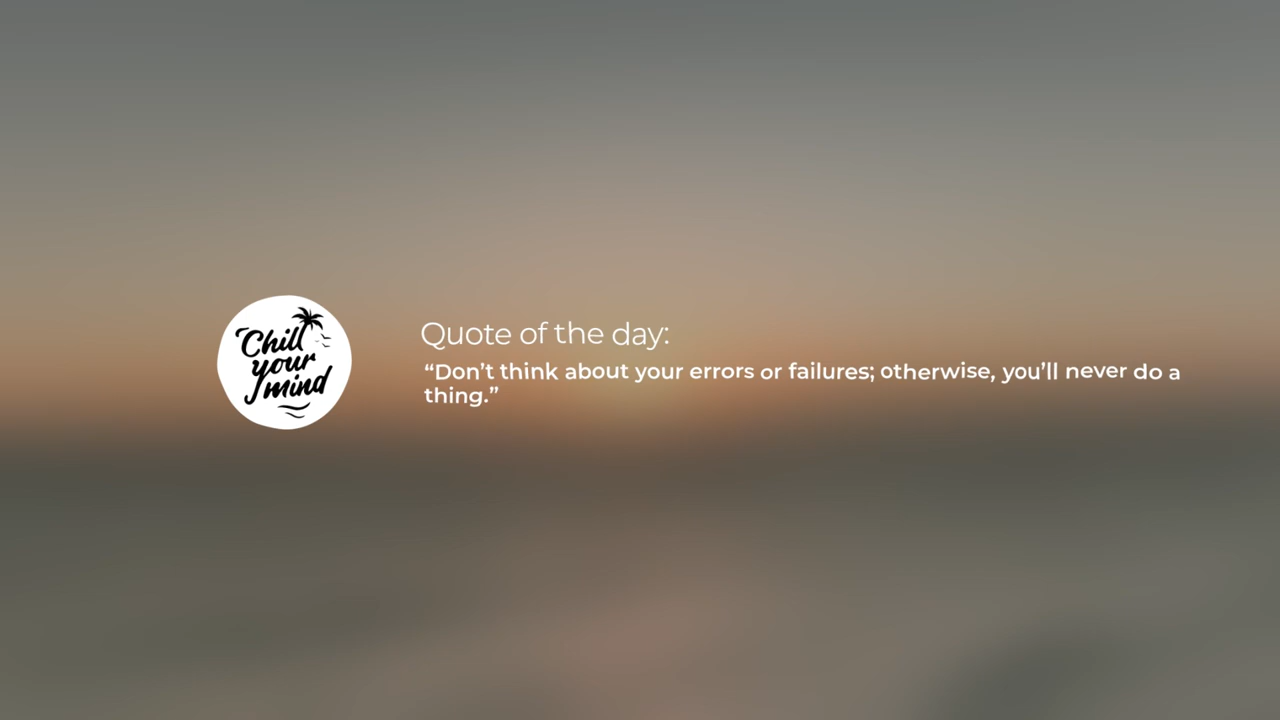 Chill
your
mind
Quote of the day:
“Don’t think about your errors or failures; otherwise, you’ll never do a
thing.”